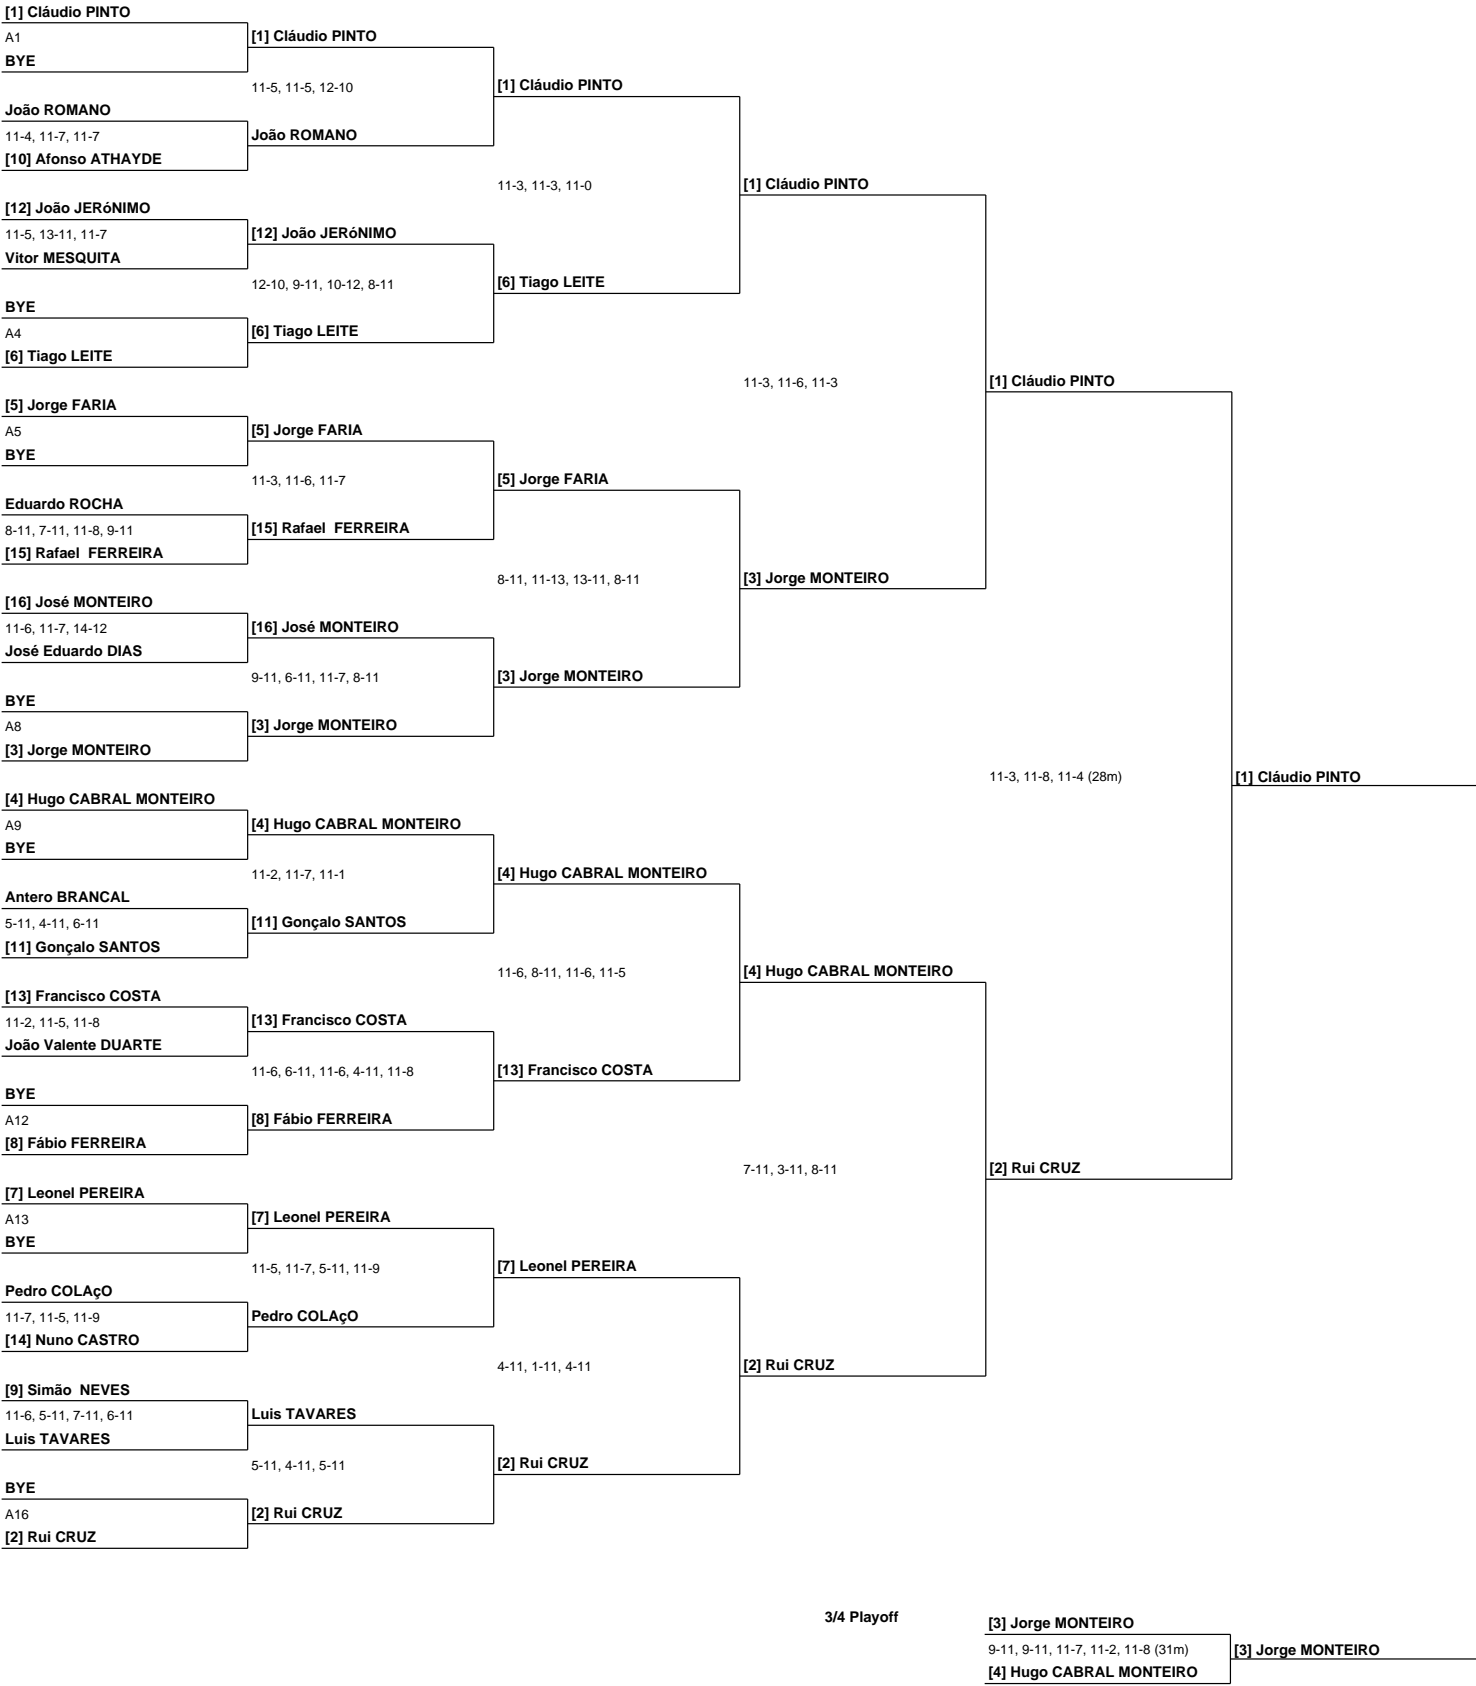 [1] Cláudio PINTO
A1
BYE
João ROMANO
11-4, 11-7, 11-7
[10] Afonso ATHAYDE
[12] João JERóNIMO
11-5, 13-11, 11-7
Vitor MESQUITA
BYE
A4
[6] Tiago LEITE
[5] Jorge FARIA
A5
BYE
Eduardo ROCHA
8-11, 7-11, 11-8, 9-11
[15] Rafael  FERREIRA
[16] José MONTEIRO
11-6, 11-7, 14-12
José Eduardo DIAS
BYE
A8
[3] Jorge MONTEIRO
[4] Hugo CABRAL MONTEIRO
A9
BYE
Antero BRANCAL
5-11, 4-11, 6-11
[11] Gonçalo SANTOS
[13] Francisco COSTA
11-2, 11-5, 11-8
João Valente DUARTE
BYE
A12
[8] Fábio FERREIRA
[7] Leonel PEREIRA
A13
BYE
Pedro COLAçO
11-7, 11-5, 11-9
[14] Nuno CASTRO
[9] Simão  NEVES
11-6, 5-11, 7-11, 6-11
Luis TAVARES
BYE
A16
[2] Rui CRUZ
[1] Cláudio PINTO
11-5, 11-5, 12-10
João ROMANO
[12] João JERóNIMO
12-10, 9-11, 10-12, 8-11
[6] Tiago LEITE
[5] Jorge FARIA
11-3, 11-6, 11-7
[15] Rafael  FERREIRA
[16] José MONTEIRO
9-11, 6-11, 11-7, 8-11
[3] Jorge MONTEIRO
[4] Hugo CABRAL MONTEIRO
11-2, 11-7, 11-1
[11] Gonçalo SANTOS
[13] Francisco COSTA
11-6, 6-11, 11-6, 4-11, 11-8
[8] Fábio FERREIRA
[7] Leonel PEREIRA
11-5, 11-7, 5-11, 11-9
Pedro COLAçO
Luis TAVARES
5-11, 4-11, 5-11
[2] Rui CRUZ
[1] Cláudio PINTO
11-3, 11-3, 11-0
[6] Tiago LEITE
[5] Jorge FARIA
8-11, 11-13, 13-11, 8-11
[3] Jorge MONTEIRO
[4] Hugo CABRAL MONTEIRO
11-6, 8-11, 11-6, 11-5
[13] Francisco COSTA
[7] Leonel PEREIRA
4-11, 1-11, 4-11
[2] Rui CRUZ
[1] Cláudio PINTO
11-3, 11-6, 11-3
[3] Jorge MONTEIRO
[4] Hugo CABRAL MONTEIRO
7-11, 3-11, 8-11
[2] Rui CRUZ
[1] Cláudio PINTO
11-3, 11-8, 11-4 (28m)
[2] Rui CRUZ
[1] Cláudio PINTO
3/4 Playoff
[3] Jorge MONTEIRO
9-11, 9-11, 11-7, 11-2, 11-8 (31m)
[4] Hugo CABRAL MONTEIRO
[3] Jorge MONTEIRO